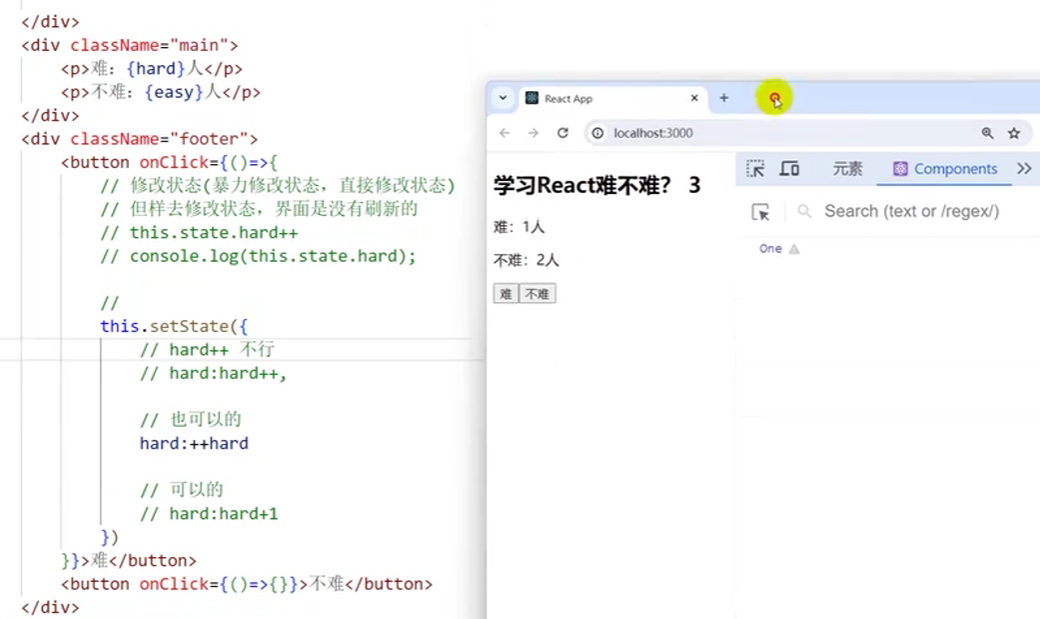 </div>
<div className="main">
<p>难：{hard}人</p>
<p>不难：{easy}人</p>
</div>
<div className="footer">
<button onClick={()=>{
// 修改状态(暴力修改状态，直接修改状态)
// 但样去修改状态，界面是没有刷新的
// this.state.hard++
// console.log(this.state.hard);
//
this.setState({
// hard++ 不行
// hard:hard++,
// 也可以的
hard:++hard
// 可以的
// hard:hard+1
})
}}>难</button>
<button onClick={()=>{}}>不难</button>
</div>
React App
localhost:3000
学习React难不难？ 3
难：1人
不难：2人
难 不难
元素 Components
Search (text or /regex/)
One